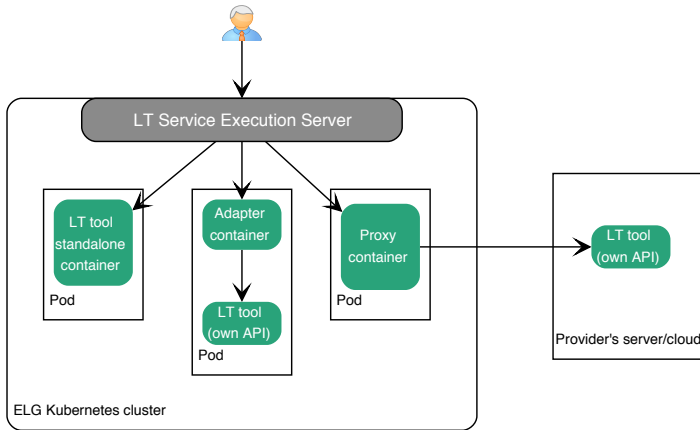 LT Service Execution Server
LT tool
standalone
container
Pod
Adapter
container
LT tool
(own API)
Pod
Proxy
container
Pod
LT tool
(own API)
Provider's server/cloud
ELG Kubernetes cluster